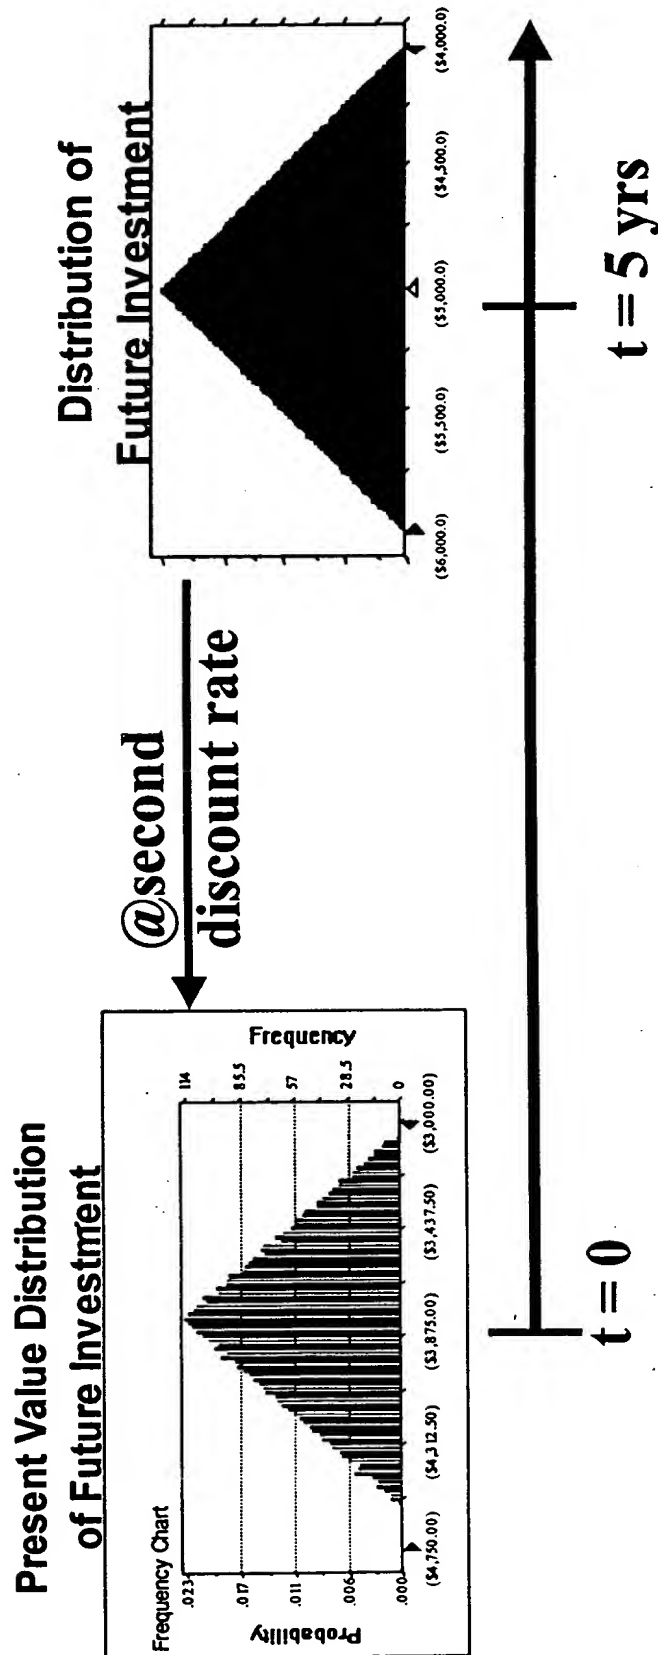 Present Value Distribution
of Future Investment
Frequency Chart
.023
.017
.011
.006
.000
Probability
114
85.5
57
28.5
0
Frequency
($4,750.00)
($4,312.50)
($3,875.00)
($3,437.50)
($3,000.00)
@second
discount rate
Distribution of
Future Investment
($6,000.0)
($5,500.0)
($5,000.0)
($4,500.0)
($4,000.0)
t = 0
t = 5 yrs